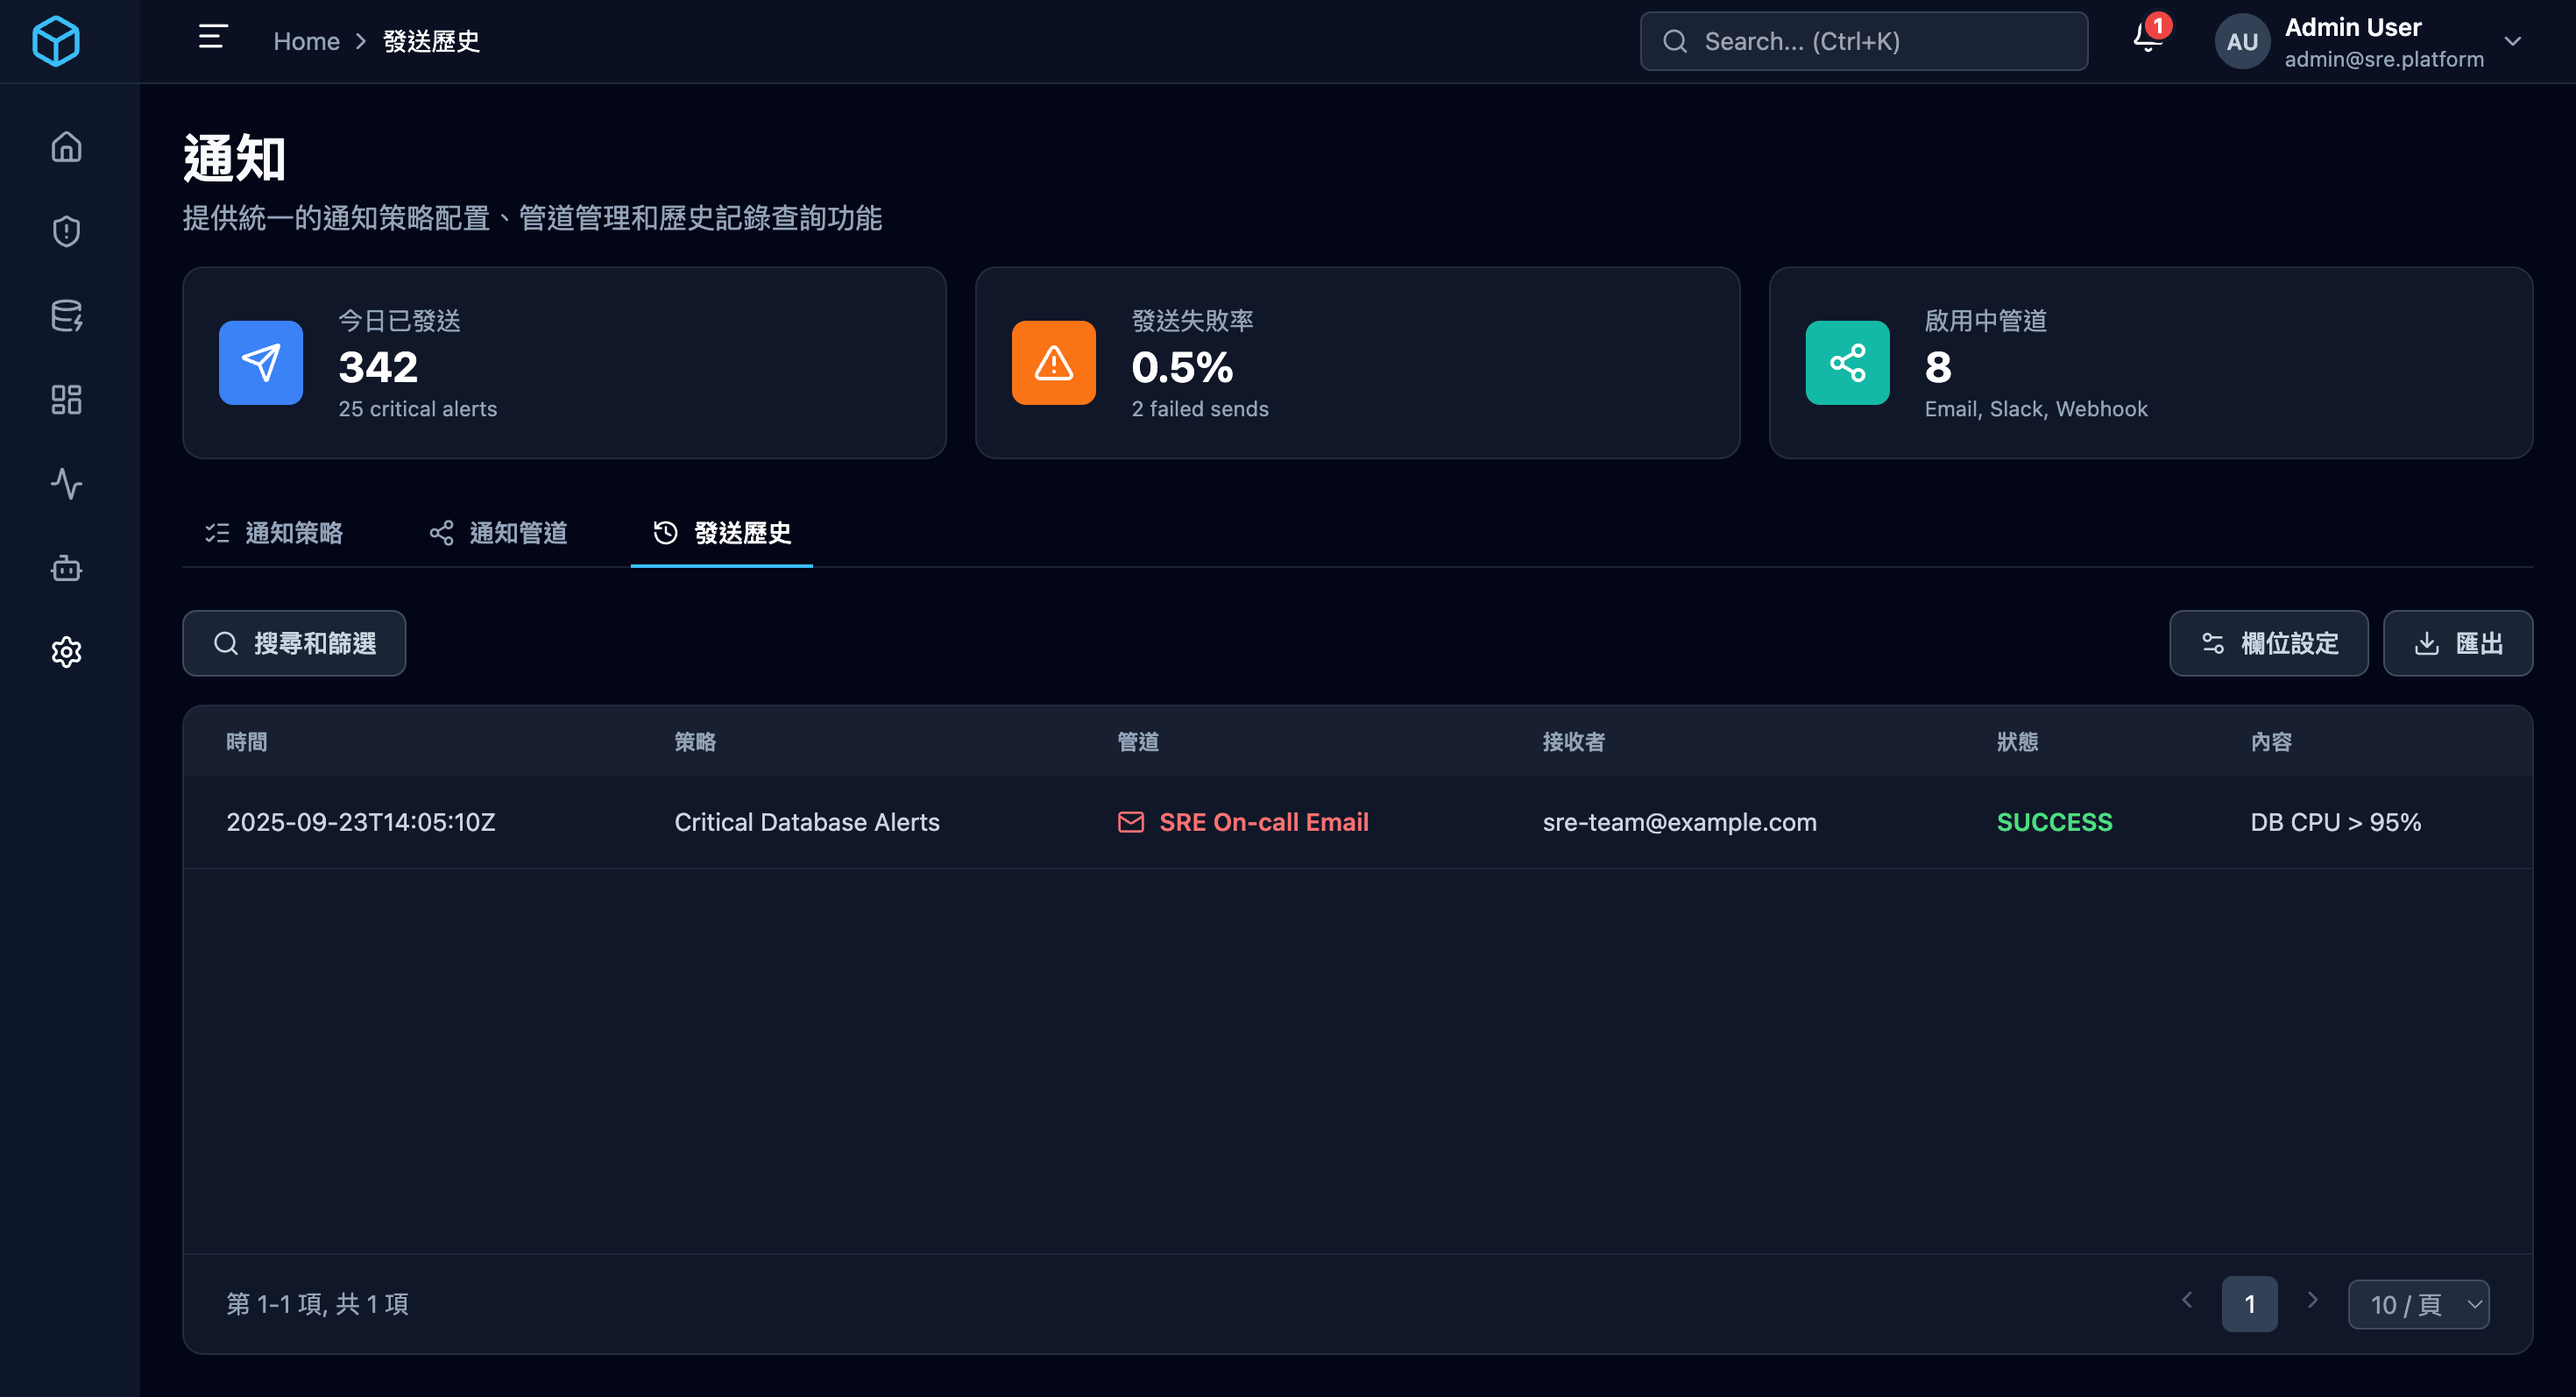 Home > 發送歷史
Search... (Ctrl+K)
1
AU
Admin User
admin@sre.platform
通知
提供統一的通知策略配置、管道管理和歷史記錄查詢功能
今日已發送
342
25 critical alerts
發送失敗率
0.5%
2 failed sends
啟用中管道
8
Email, Slack, Webhook
通知策略 通知管道 發送歷史
搜尋和篩選 欄位設定 匯出
時間 策略 管道 接收者 狀態 內容
2025-09-23T14:05:10Z Critical Database Alerts SRE On-call Email sre-team@example.com SUCCESS DB CPU > 95%
第 1-1 項, 共 1 項 1 10 / 頁